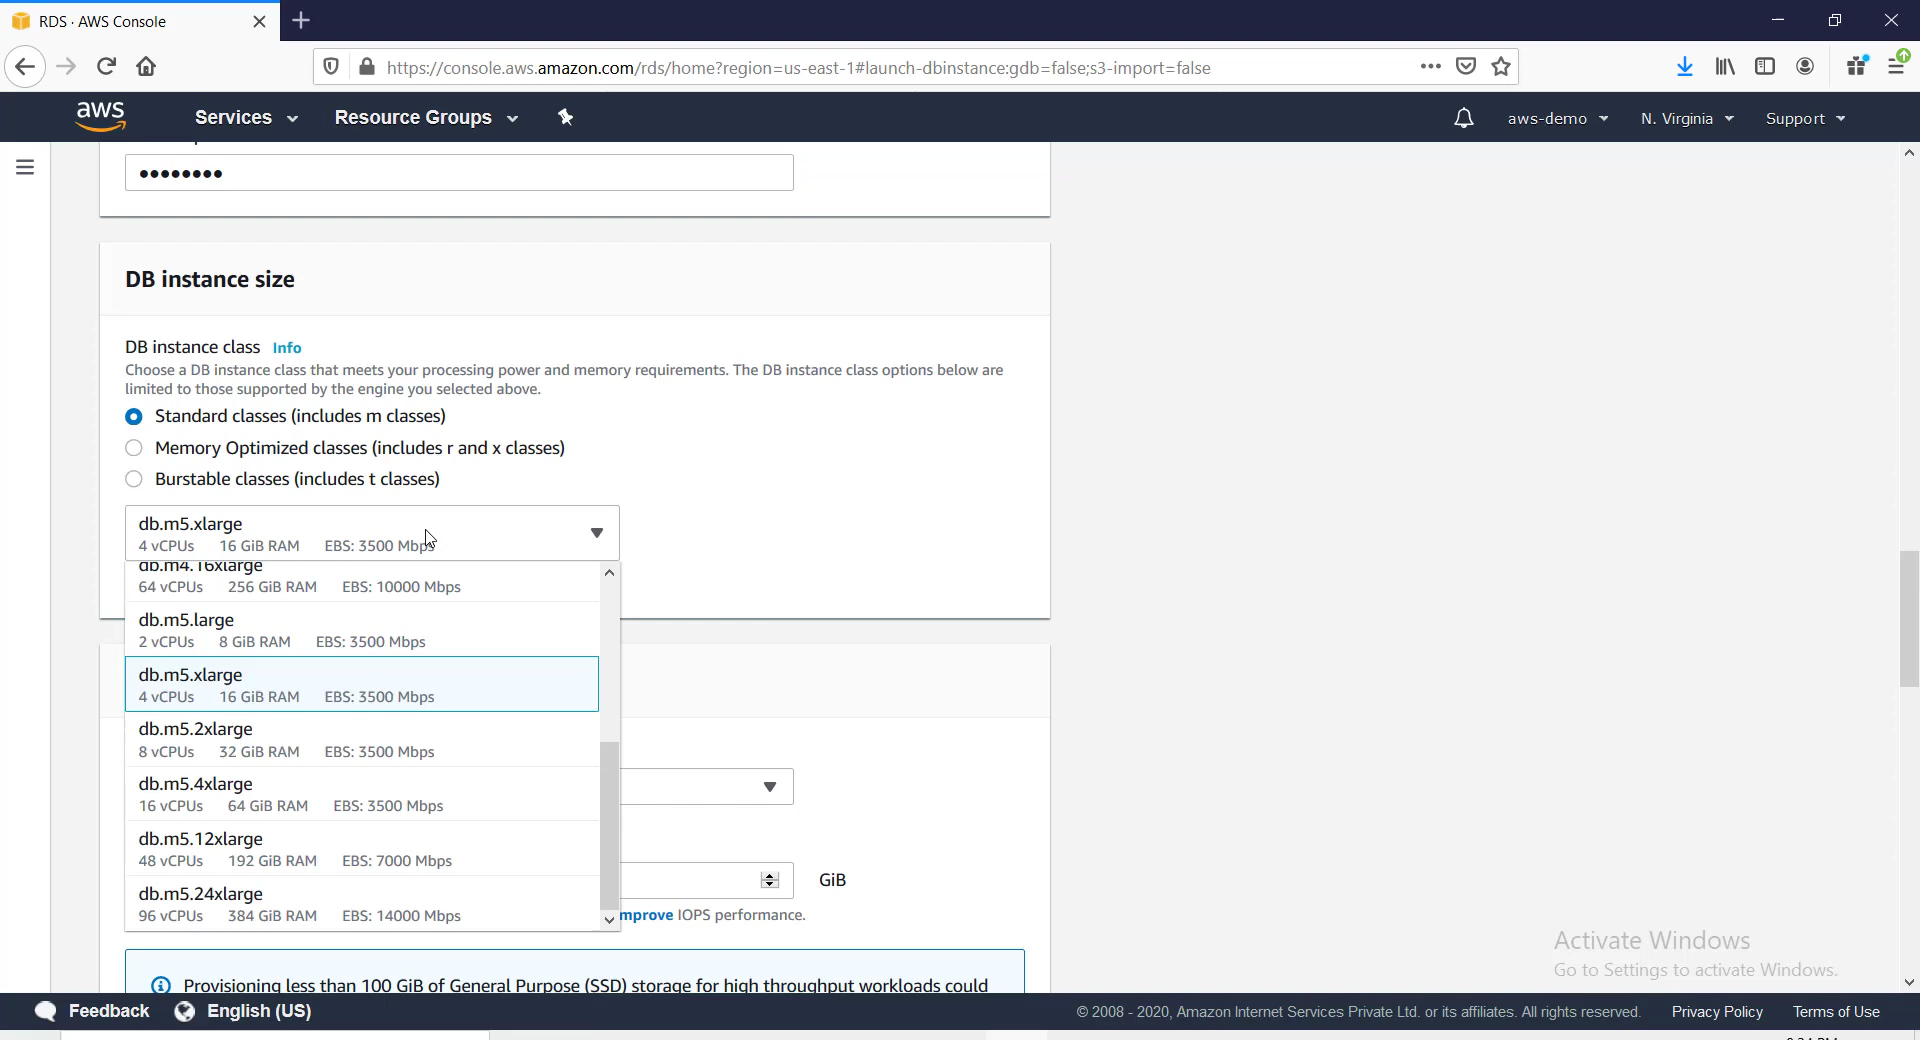 RDS · AWS Console
https://console.aws.amazon.com/rds/home?region=us-east-1#launch-dbinstance:gdb=false;s3-import=false
aws
Services
Resource Groups
aws-demo
N. Virginia
Support
••••••••
DB instance size
DB instance class Info
Choose a DB instance class that meets your processing power and memory requirements. The DB instance class options below are
limited to those supported by the engine you selected above.
Standard classes (includes m classes)
Memory Optimized classes (includes r and x classes)
Burstable classes (includes t classes)
db.m5.xlarge
4 vCPUs 16 GiB RAM EBS: 3500 Mbps
db.m4.16xlarge
64 vCPUs 256 GiB RAM EBS: 10000 Mbps
db.m5.large
2 vCPUs 8 GiB RAM EBS: 3500 Mbps
db.m5.xlarge
4 vCPUs 16 GiB RAM EBS: 3500 Mbps
db.m5.2xlarge
8 vCPUs 32 GiB RAM EBS: 3500 Mbps
db.m5.4xlarge
16 vCPUs 64 GiB RAM EBS: 3500 Mbps
db.m5.12xlarge
48 vCPUs 192 GiB RAM EBS: 7000 Mbps
GiB
db.m5.24xlarge
96 vCPUs 384 GiB RAM EBS: 14000 Mbps
mprove IOPS performance.
Provisioning less than 100 GiB of General Purpose (SSD) storage for high throughput workloads could
Activate Windows
Go to Settings to activate Windows.
Feedback
English (US)
© 2008 - 2020, Amazon Internet Services Private Ltd. or its affiliates. All rights reserved.
Privacy Policy
Terms of Use